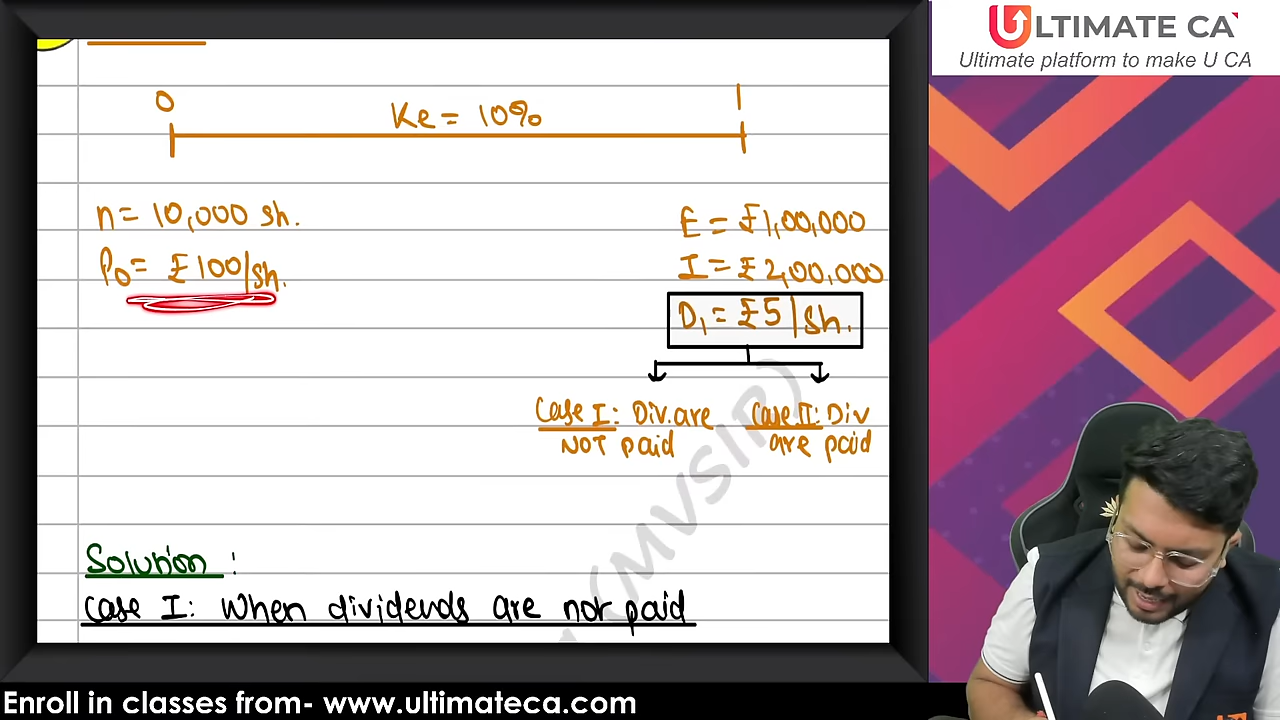 ULTIMATE CA
Ultimate platform to make U CA
0 Ke = 10% 1
n = 10,000 sh.
P0 = ₹100/sh.
E = ₹1,00,000
I = ₹2,00,000
D1 = ₹5/sh.
Case I: Div. are NOT paid
Case II: Div are paid
(MVSIR)
Solution :
Case I: When dividends are not paid
Enroll in classes from- www.ultimateca.com